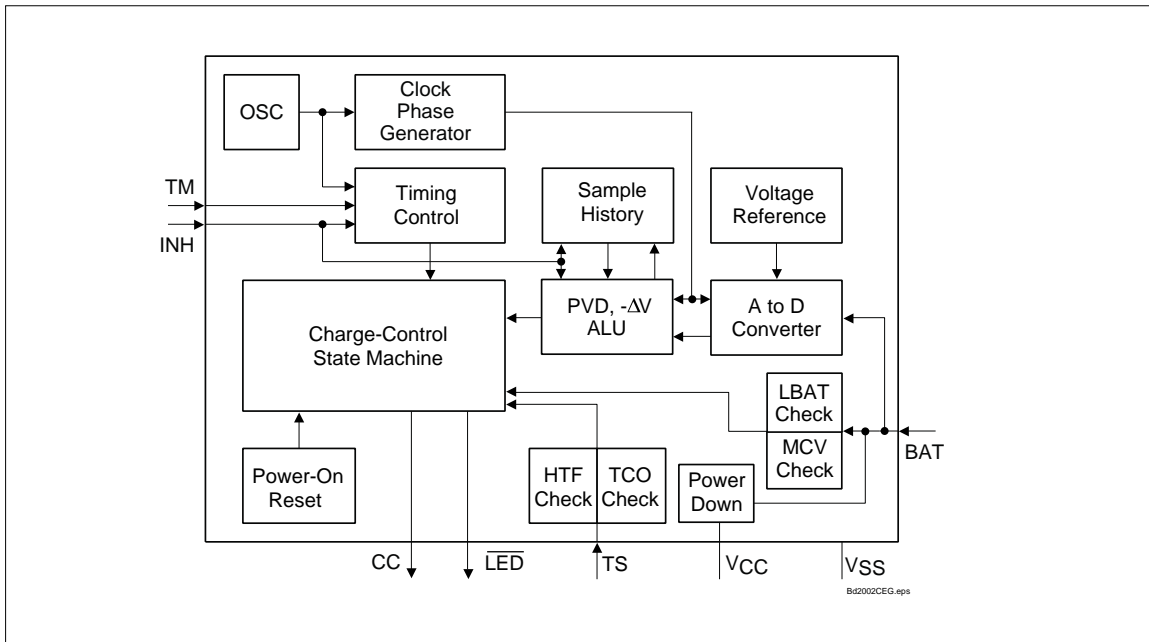 OSC
Clock
Phase
Generator
TM
INH
Timing
Control
Sample
History
Voltage
Reference
Charge-Control
State Machine
PVD, -ΔV
ALU
A to D
Converter
LBAT
Check
MCV
Check
BAT
Power-On
Reset
HTF
Check
TCO
Check
Power
Down
CC
LED
TS
VCC
VSS
Bd2002CEG.eps